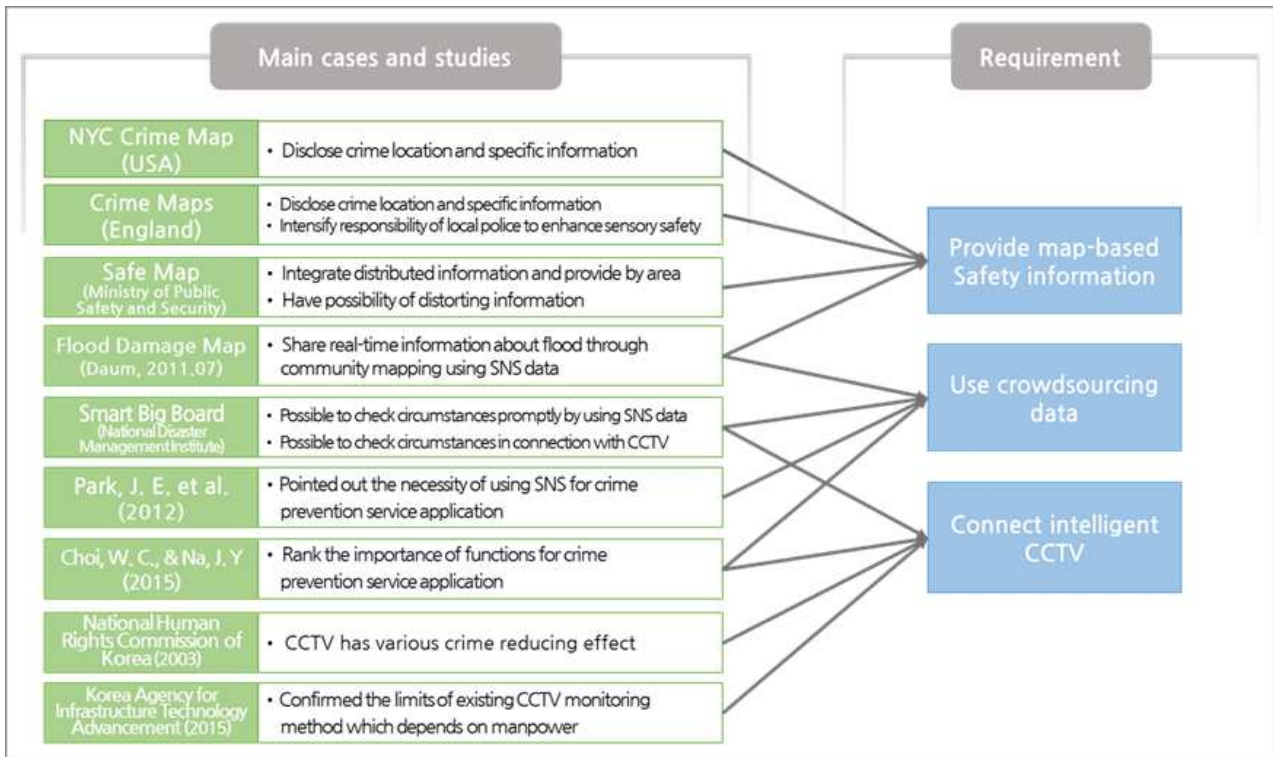 Main cases and studies
Requirement
NYC Crime Map
(USA)
• Disclose crime location and specific information
Crime Maps
(England)
• Disclose crime location and specific information
• Intensify responsibility of local police to enhance sensory safety
Safe Map
(Ministry of Public
Safety and Security)
• Integrate distributed information and provide by area
• Have possibility of distorting information
Flood Damage Map
(Daum, 2011.07)
• Share real-time information about flood through
community mapping using SNS data
Smart Big Board
(National Disaster
Management Institute)
• Possible to check circumstances promptly by using SNS data
• Possible to check circumstances in connection with CCTV
Park, J. E. et al.
(2012)
• Pointed out the necessity of using SNS for crime
prevention service application
Choi, W. C., & Na, J. Y
(2015)
• Rank the importance of functions for crime
prevention service application
National Human
Rights Commission of
Korea (2003)
• CCTV has various crime reducing effect
Korea Agency for
Infrastructure Technology
Advancement (2015)
• Confirmed the limits of existing CCTV monitoring
method which depends on manpower
Provide map-based
Safety information
Use crowdsourcing
data
Connect intelligent
CCTV